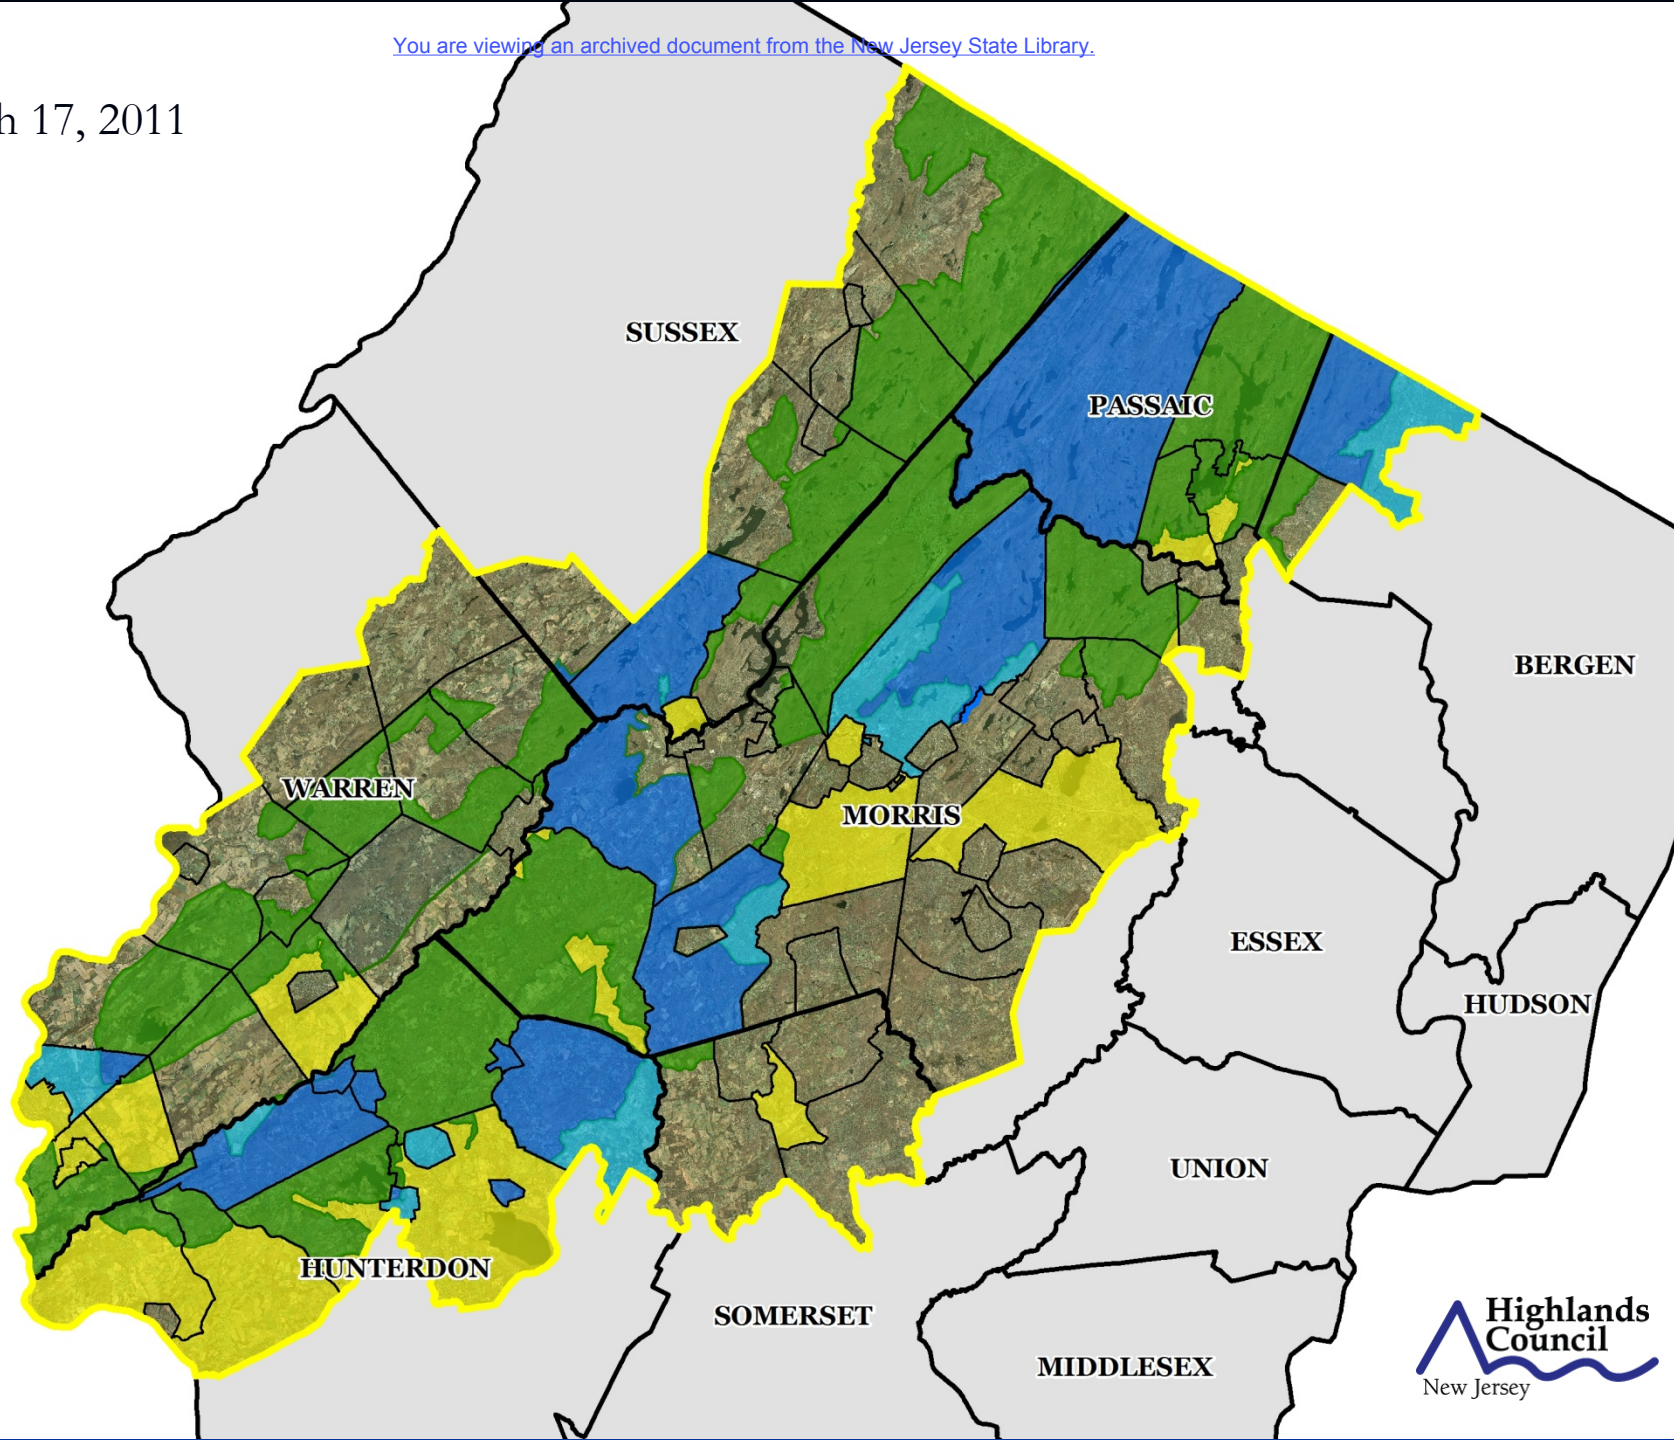 You are viewing an archived document from the New Jersey State Library.
h 17, 2011
SUSSEX
PASSAIC
BERGEN
WARREN
MORRIS
ESSEX
HUDSON
UNION
HUNTERDON
SOMERSET
MIDDLESEX
Highlands
Council
New Jersey